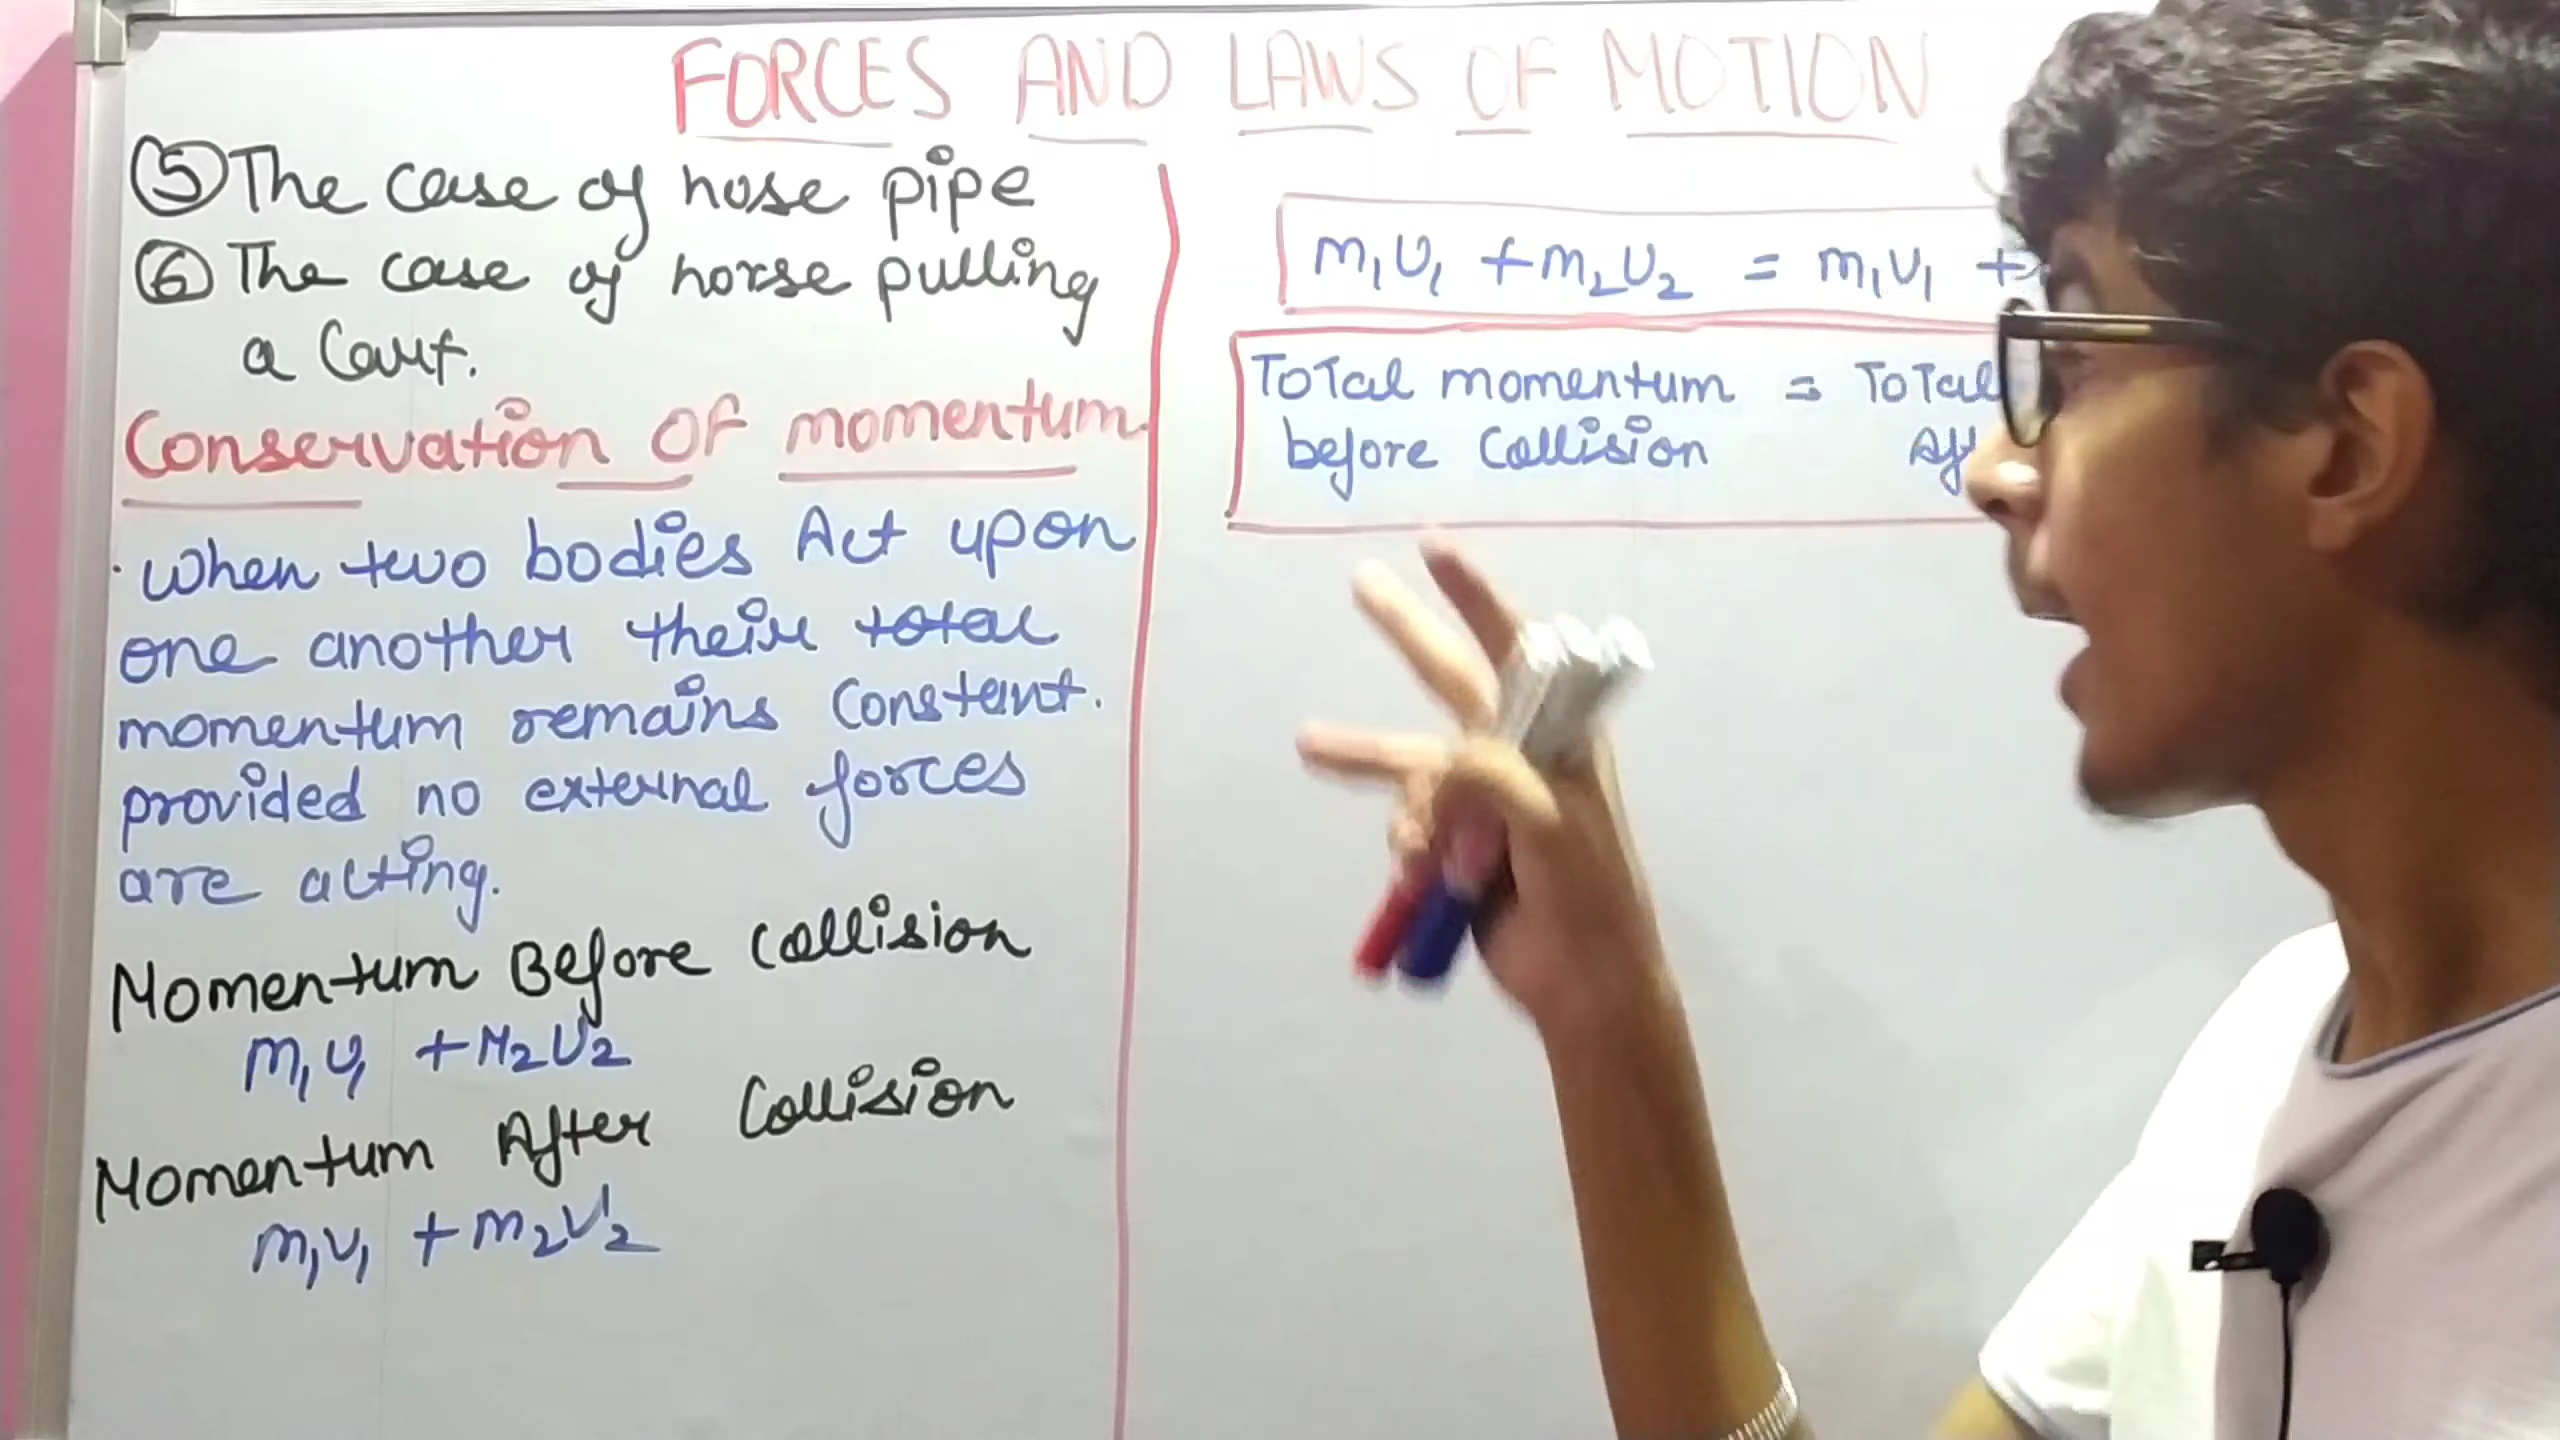 FORCES AND LAWS OF MOTION
⑤ The case of hose pipe
⑥ The case of horse pulling
a Cart.
Conservation Of momentum
. When two bodies Act upon
one another their total
momentum remains Constant.
provided no external forces
are acting.
Momentum Before Collision
m₁u₁ + M₂U₂
Momentum After Collision
m₁v₁ + m₂v₂
m₁u₁ + m₂u₂ = m₁v₁ +
Total momentum = Total
before Collision